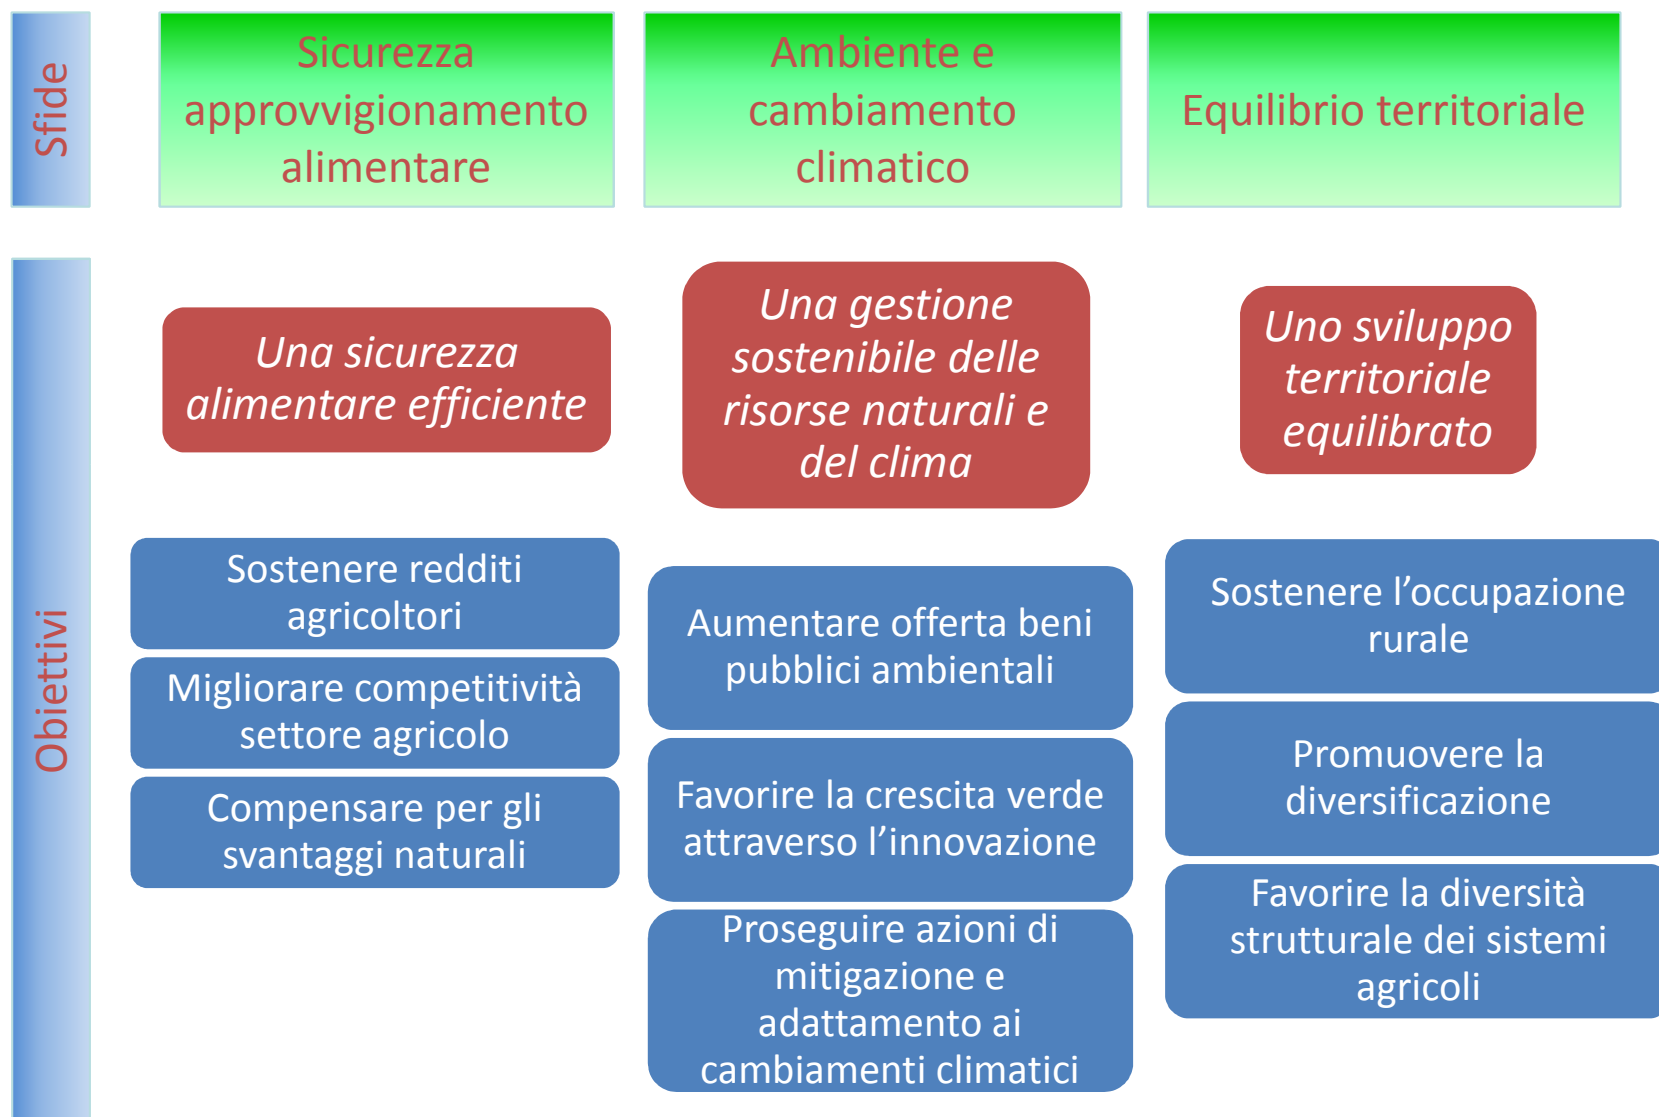 Sfide
Sicurezza
approvvigionamento
alimentare
Ambiente e
cambiamento
climatico
Equilibrio territoriale
Obiettivi
Una sicurezza
alimentare efficiente
Una gestione
sostenibile delle
risorse naturali e
del clima
Uno sviluppo
territoriale
equilibrato
Sostenere redditi
agricoltori
Migliorare competitività
settore agricolo
Compensare per gli
svantaggi naturali
Aumentare offerta beni
pubblici ambientali
Favorire la crescita verde
attraverso l’innovazione
Proseguire azioni di
mitigazione e
adattamento ai
cambiamenti climatici
Sostenere l’occupazione
rurale
Promuovere la
diversificazione
Favorire la diversità
strutturale dei sistemi
agricoli